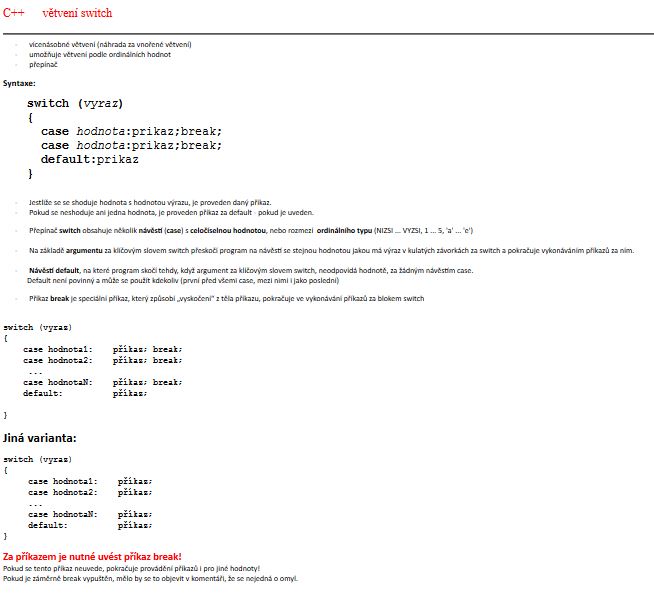 C++ větvení switch
vícenásobné větvení (náhrada za vnořené větvení)
umožňuje větvení podle ordinálních hodnot
přepínač
Syntaxe:
switch (vyraz)
{
case hodnota:prikaz;break;
case hodnota:prikaz;break;
default:prikaz
}
Jestliže se se shoduje hodnota s hodnotou výrazu, je proveden daný příkaz.
Pokud se neshoduje ani jedna hodnota, je proveden příkaz za default - pokud je uveden.
Přepínač switch obsahuje několik návěstí (case) s celočíselnou hodnotou, nebo rozmezí ordinálního typu (NIZSI ... VYZSI, 1 ... 5, 'a' ... 'e')
Na základě argumentu za klíčovým slovem switch přeskočí program na návěstí se stejnou hodnotou jakou má výraz v kulatých závorkách za switch a pokračuje vykonáváním příkazů za ním.
Návěstí default, na které program skočí tehdy, když argument za klíčovým slovem switch, neodpovídá hodnotě, za žádným návěstím case.
Default není povinný a může se použít kdekoliv (první před všemi case, mezi nimi i jako poslední)
Příkaz break je speciální příkaz, který způsobí „vyskočení" z těla příkazu, pokračuje ve vykonávání příkazů za blokem switch
switch (vyraz)
{
case hodnota1: příkaz; break;
case hodnota2: příkaz; break;
...
case hodnotaN: příkaz; break;
default: příkaz;
}
Jiná varianta:
switch (vyraz)
{
case hodnota1: příkaz;
case hodnota2: příkaz;
...
case hodnotaN: příkaz;
default: příkaz;
}
Za příkazem je nutné uvést příkaz break!
Pokud se tento příkaz neuvede, pokračuje provádění příkazů i pro jiné hodnoty!
Pokud je záměrně break vypuštěn, mělo by se to objevit v komentáři, že se nejedná o omyl.